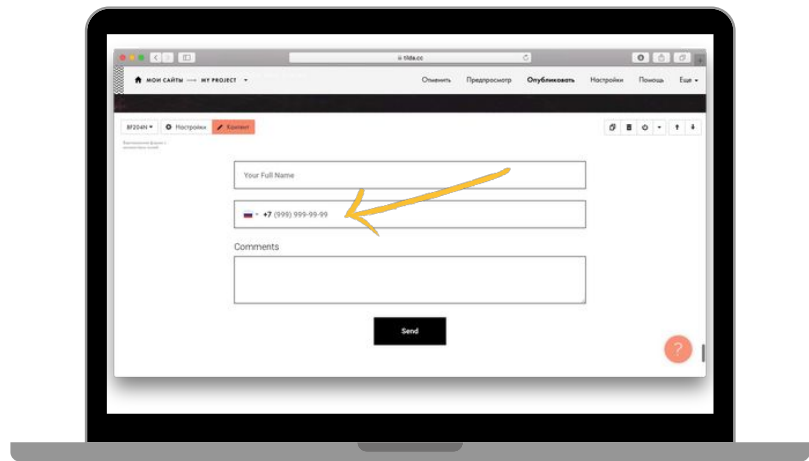 tilda.cc
МОИ САЙТЫ → MY PROJECT
Отменить Предпросмотр Опубликовать Настройки Помощь Еще
BF204N Настройки Контент
Your Full Name
+7 (999) 999-99-99
Comments
Send
?